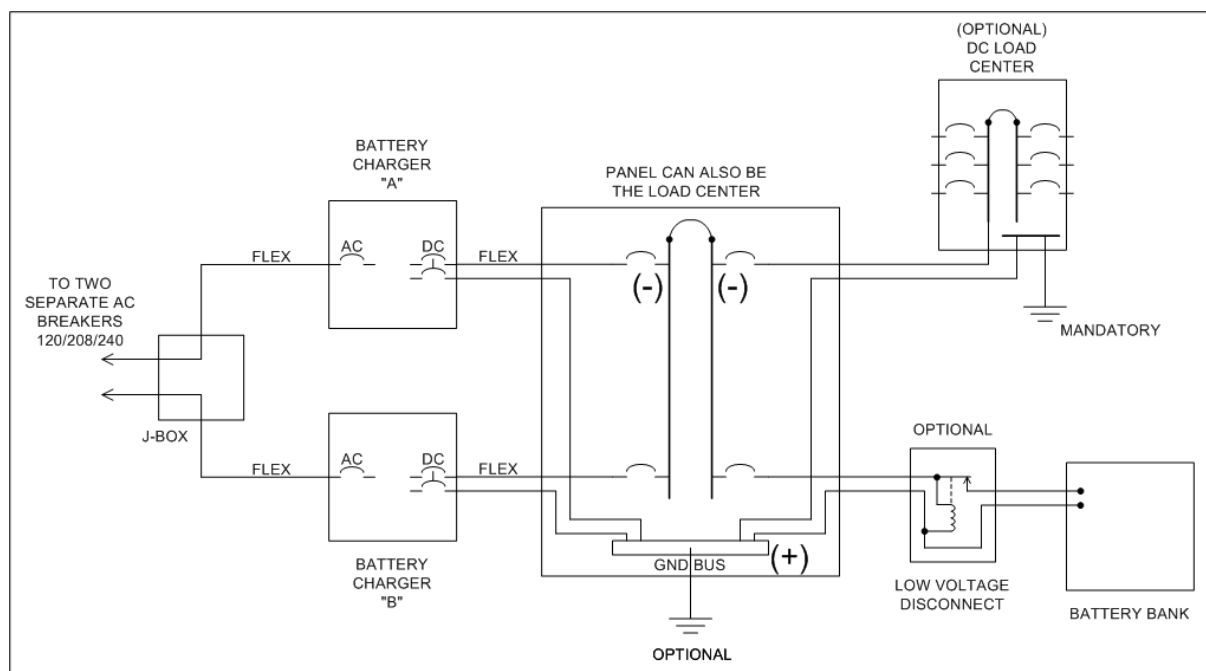 (OPTIONAL)
DC LOAD
CENTER
BATTERY
CHARGER
"A"
PANEL CAN ALSO BE
THE LOAD CENTER
AC
DC
FLEX
FLEX
(-)
(-)
TO TWO
SEPARATE AC
BREAKERS
120/208/240
MANDATORY
J-BOX
OPTIONAL
AC
DC
FLEX
FLEX
GND BUS
(+)
BATTERY
CHARGER
"B"
LOW VOLTAGE
DISCONNECT
BATTERY BANK
OPTIONAL